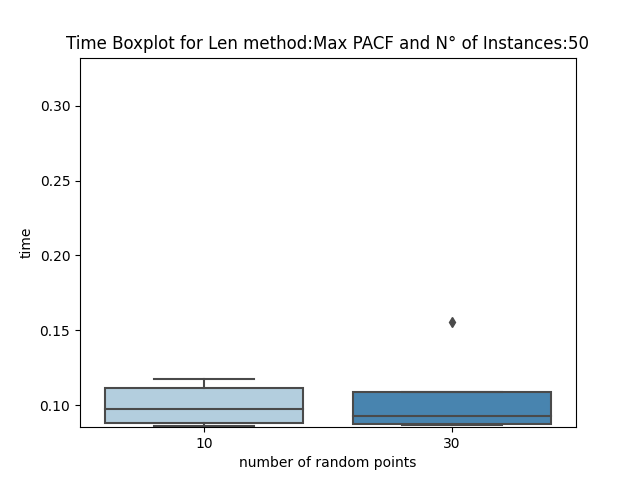 Time Boxplot for Len method:Max PACF and N° of Instances:50
0.30
0.25
0.20
0.15
0.10
time
10 30
number of random points